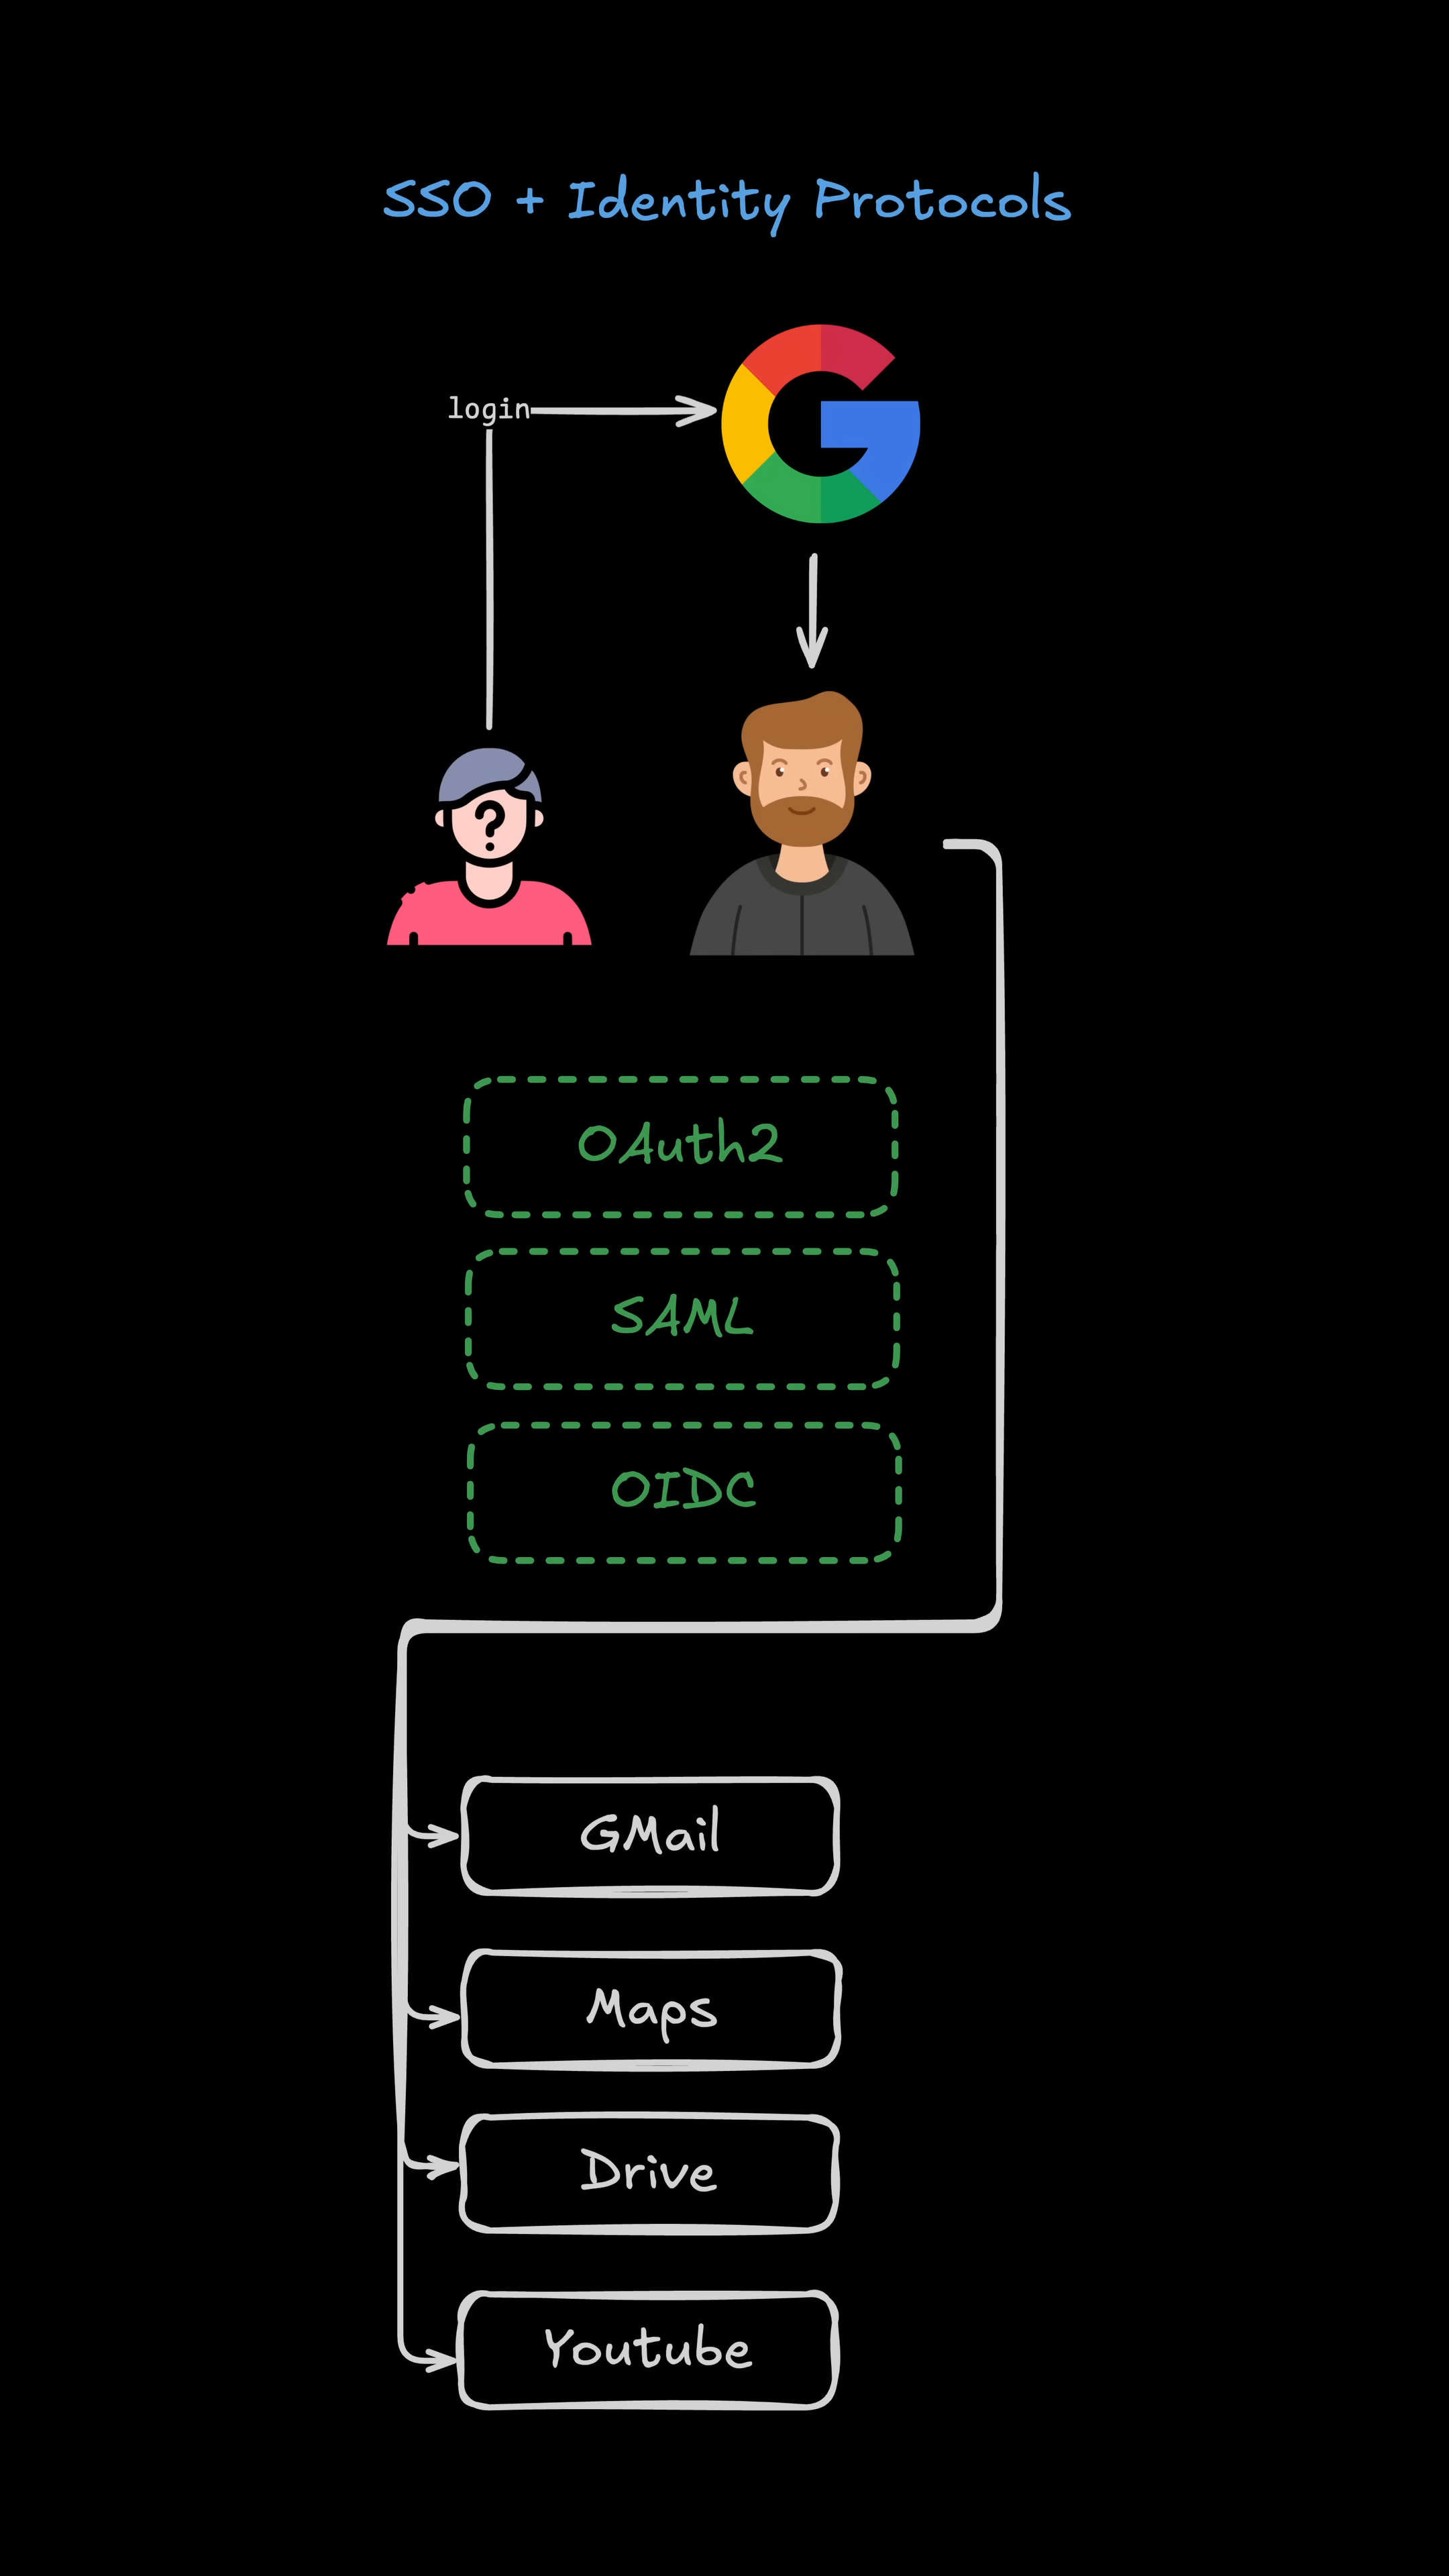 SSO + Identity Protocols
login
?
OAuth2
SAML
OIDC
GMail
Maps
Drive
Youtube